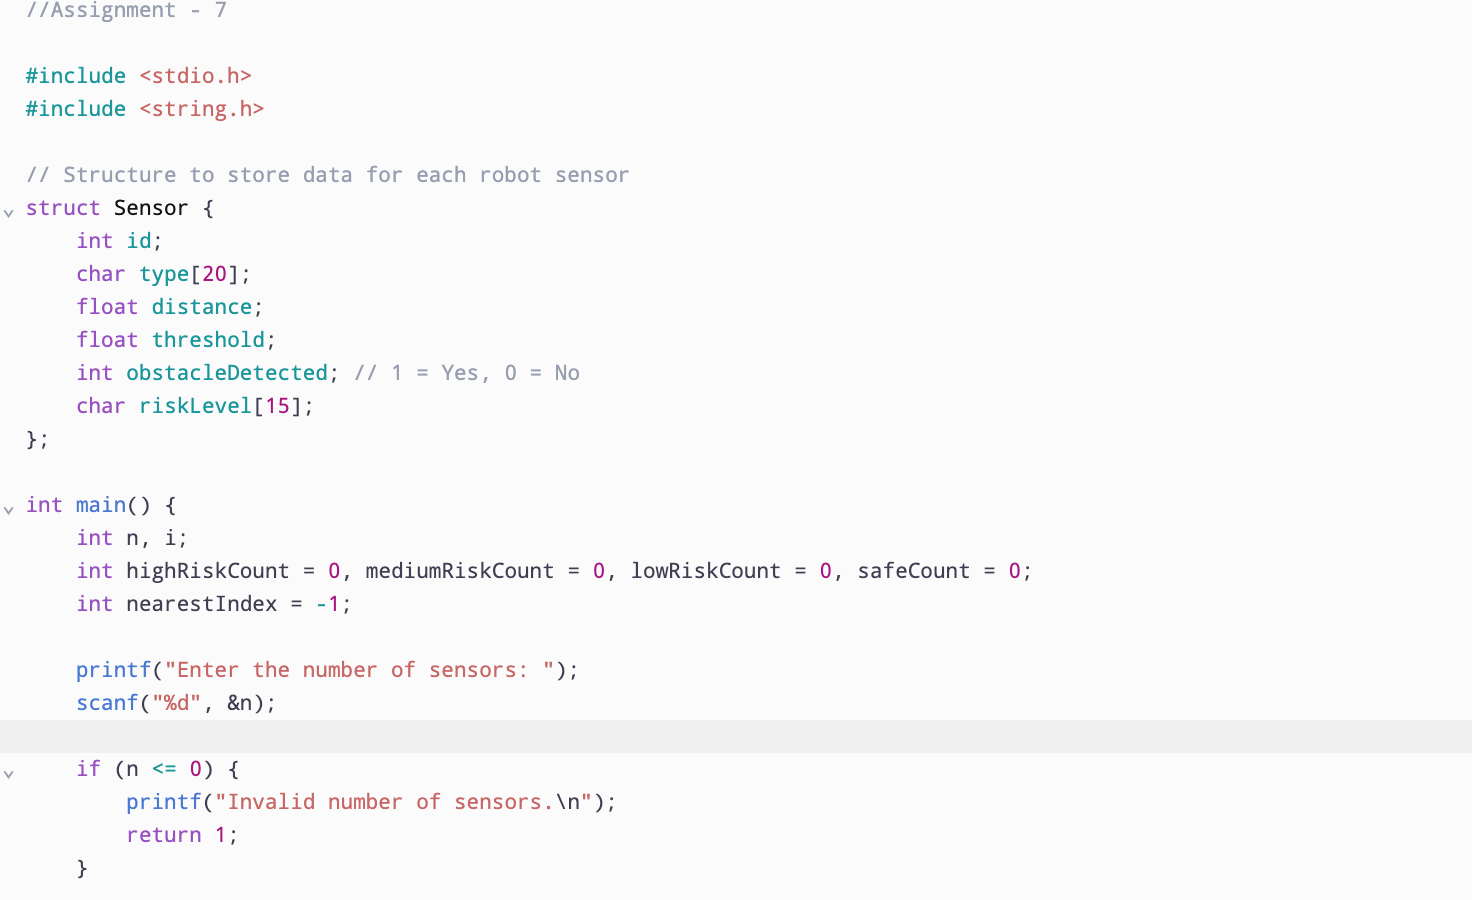 //Assignment - 7
#include <stdio.h>
#include <string.h>
// Structure to store data for each robot sensor
struct Sensor {
    int id;
    char type[20];
    float distance;
    float threshold;
    int obstacleDetected; // 1 = Yes, 0 = No
    char riskLevel[15];
};
int main() {
    int n, i;
    int highRiskCount = 0, mediumRiskCount = 0, lowRiskCount = 0, safeCount = 0;
    int nearestIndex = -1;
    printf("Enter the number of sensors: ");
    scanf("%d", &n);
    if (n <= 0) {
        printf("Invalid number of sensors.\n");
        return 1;
    }